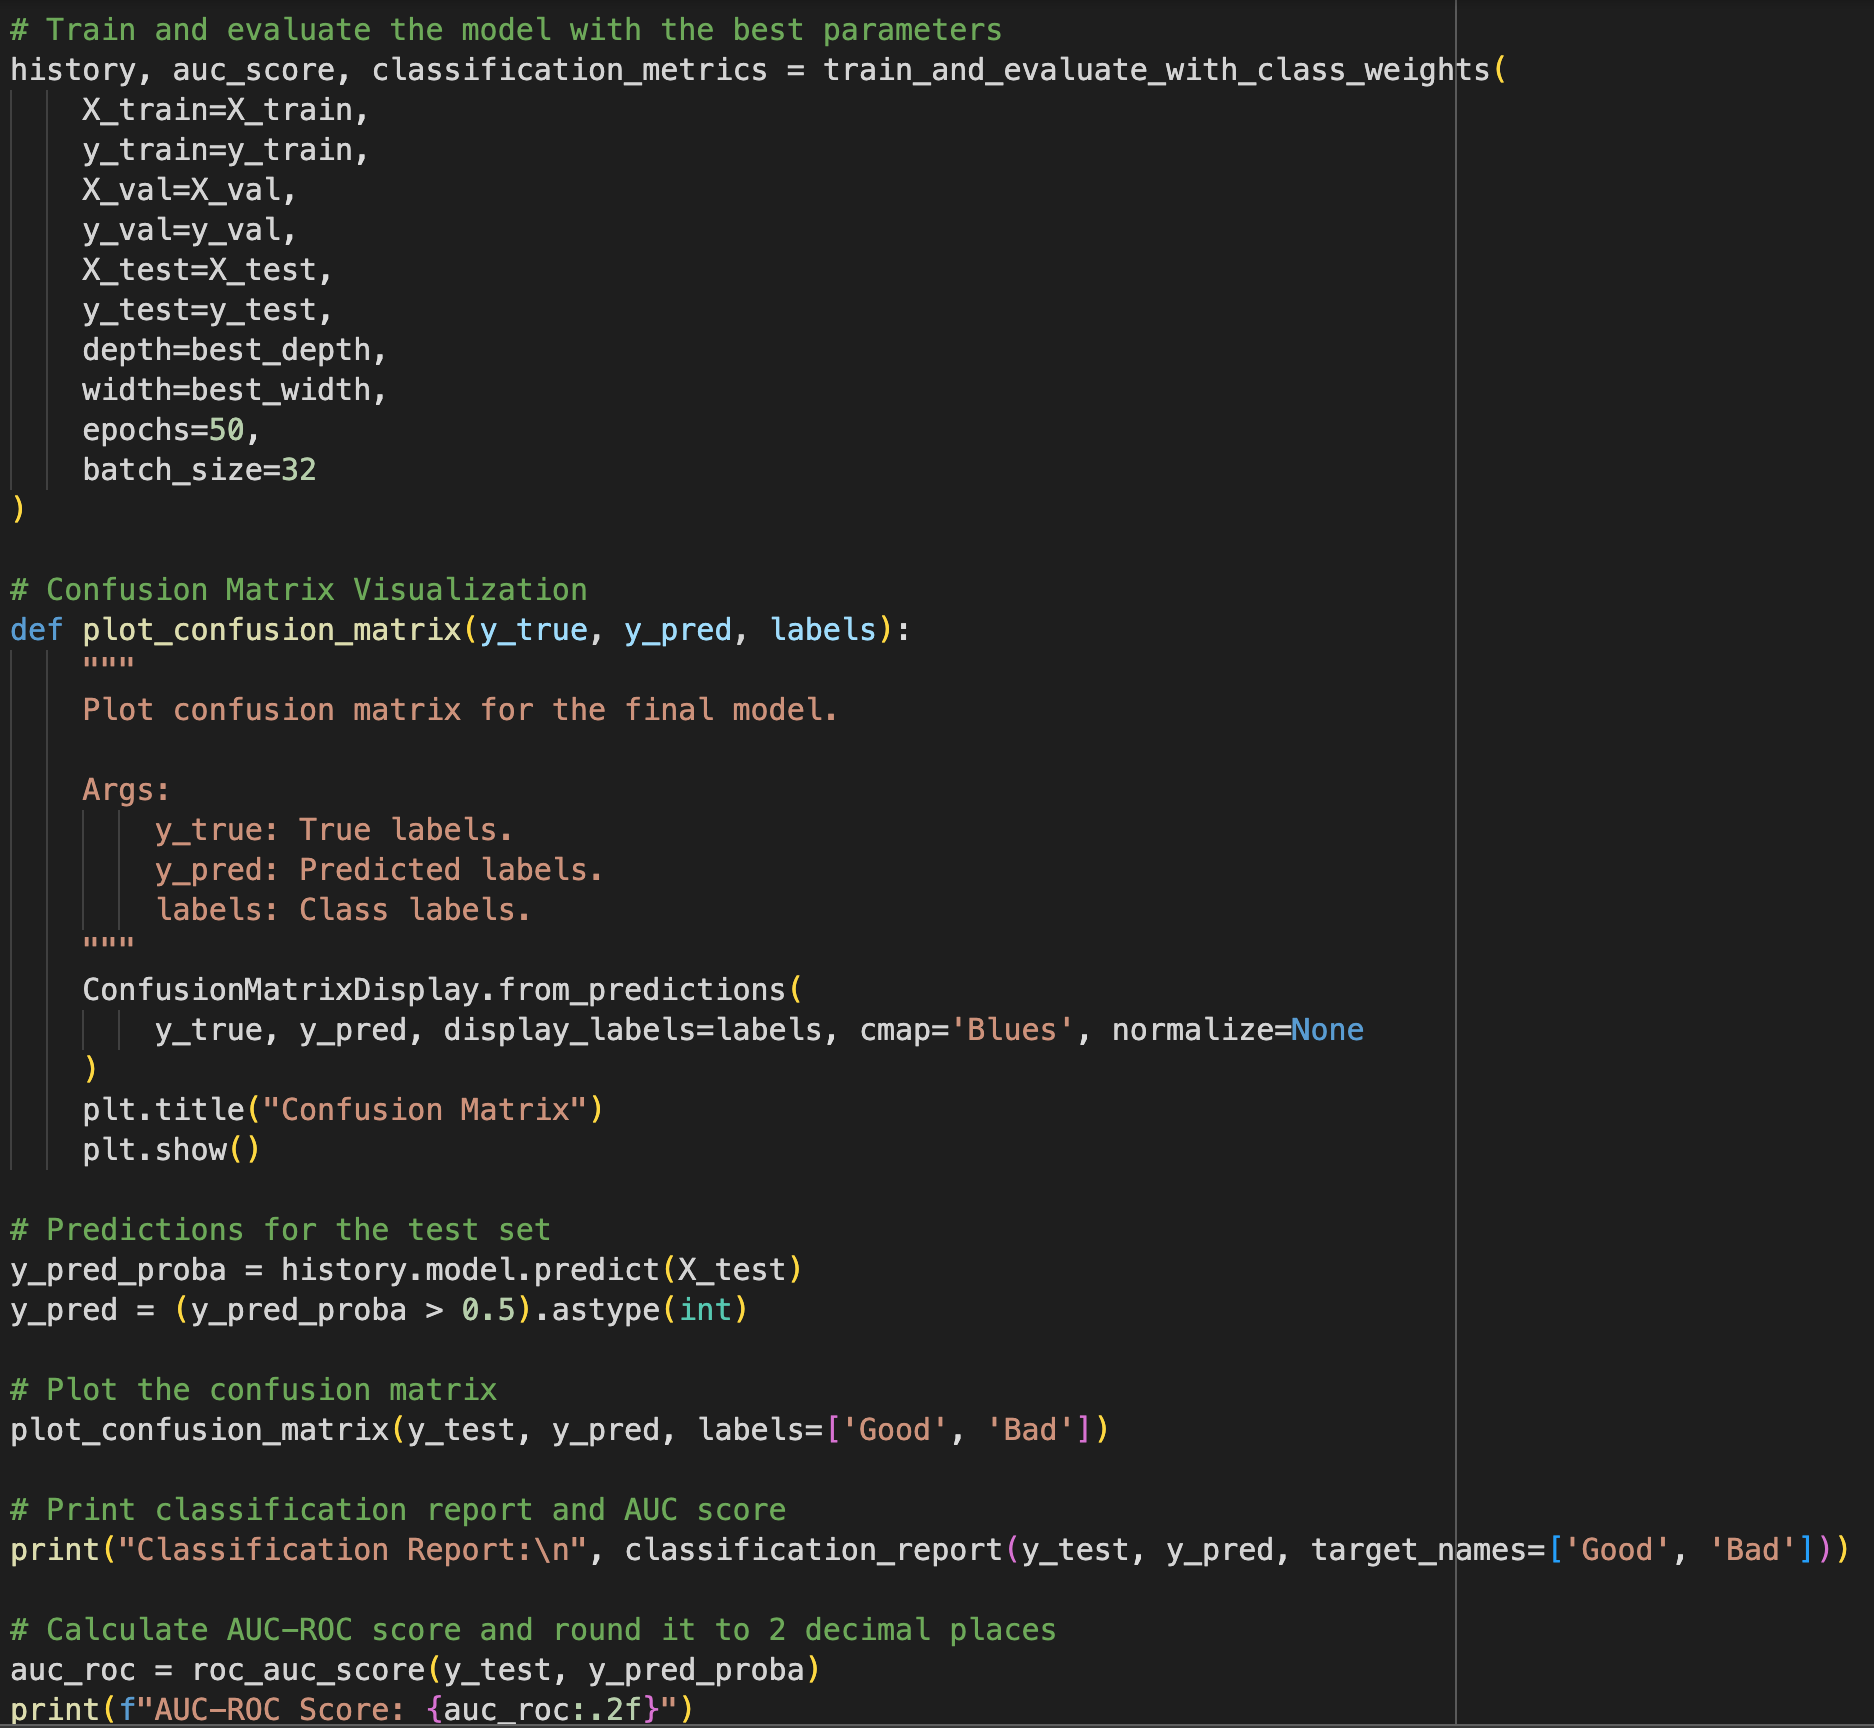 # Train and evaluate the model with the best parameters
history, auc_score, classification_metrics = train_and_evaluate_with_class_weights(
    X_train=X_train,
    y_train=y_train,
    X_val=X_val,
    y_val=y_val,
    X_test=X_test,
    y_test=y_test,
    depth=best_depth,
    width=best_width,
    epochs=50,
    batch_size=32
)

# Confusion Matrix Visualization
def plot_confusion_matrix(y_true, y_pred, labels):
    """
    Plot confusion matrix for the final model.

    Args:
        y_true: True labels.
        y_pred: Predicted labels.
        labels: Class labels.
    """
    ConfusionMatrixDisplay.from_predictions(
        y_true, y_pred, display_labels=labels, cmap='Blues', normalize=None
    )
    plt.title("Confusion Matrix")
    plt.show()

# Predictions for the test set
y_pred_proba = history.model.predict(X_test)
y_pred = (y_pred_proba > 0.5).astype(int)

# Plot the confusion matrix
plot_confusion_matrix(y_test, y_pred, labels=['Good', 'Bad'])

# Print classification report and AUC score
print("Classification Report:\n", classification_report(y_test, y_pred, target_names=['Good', 'Bad']))

# Calculate AUC-ROC score and round it to 2 decimal places
auc_roc = roc_auc_score(y_test, y_pred_proba)
print(f"AUC-ROC Score: {auc_roc:.2f}")